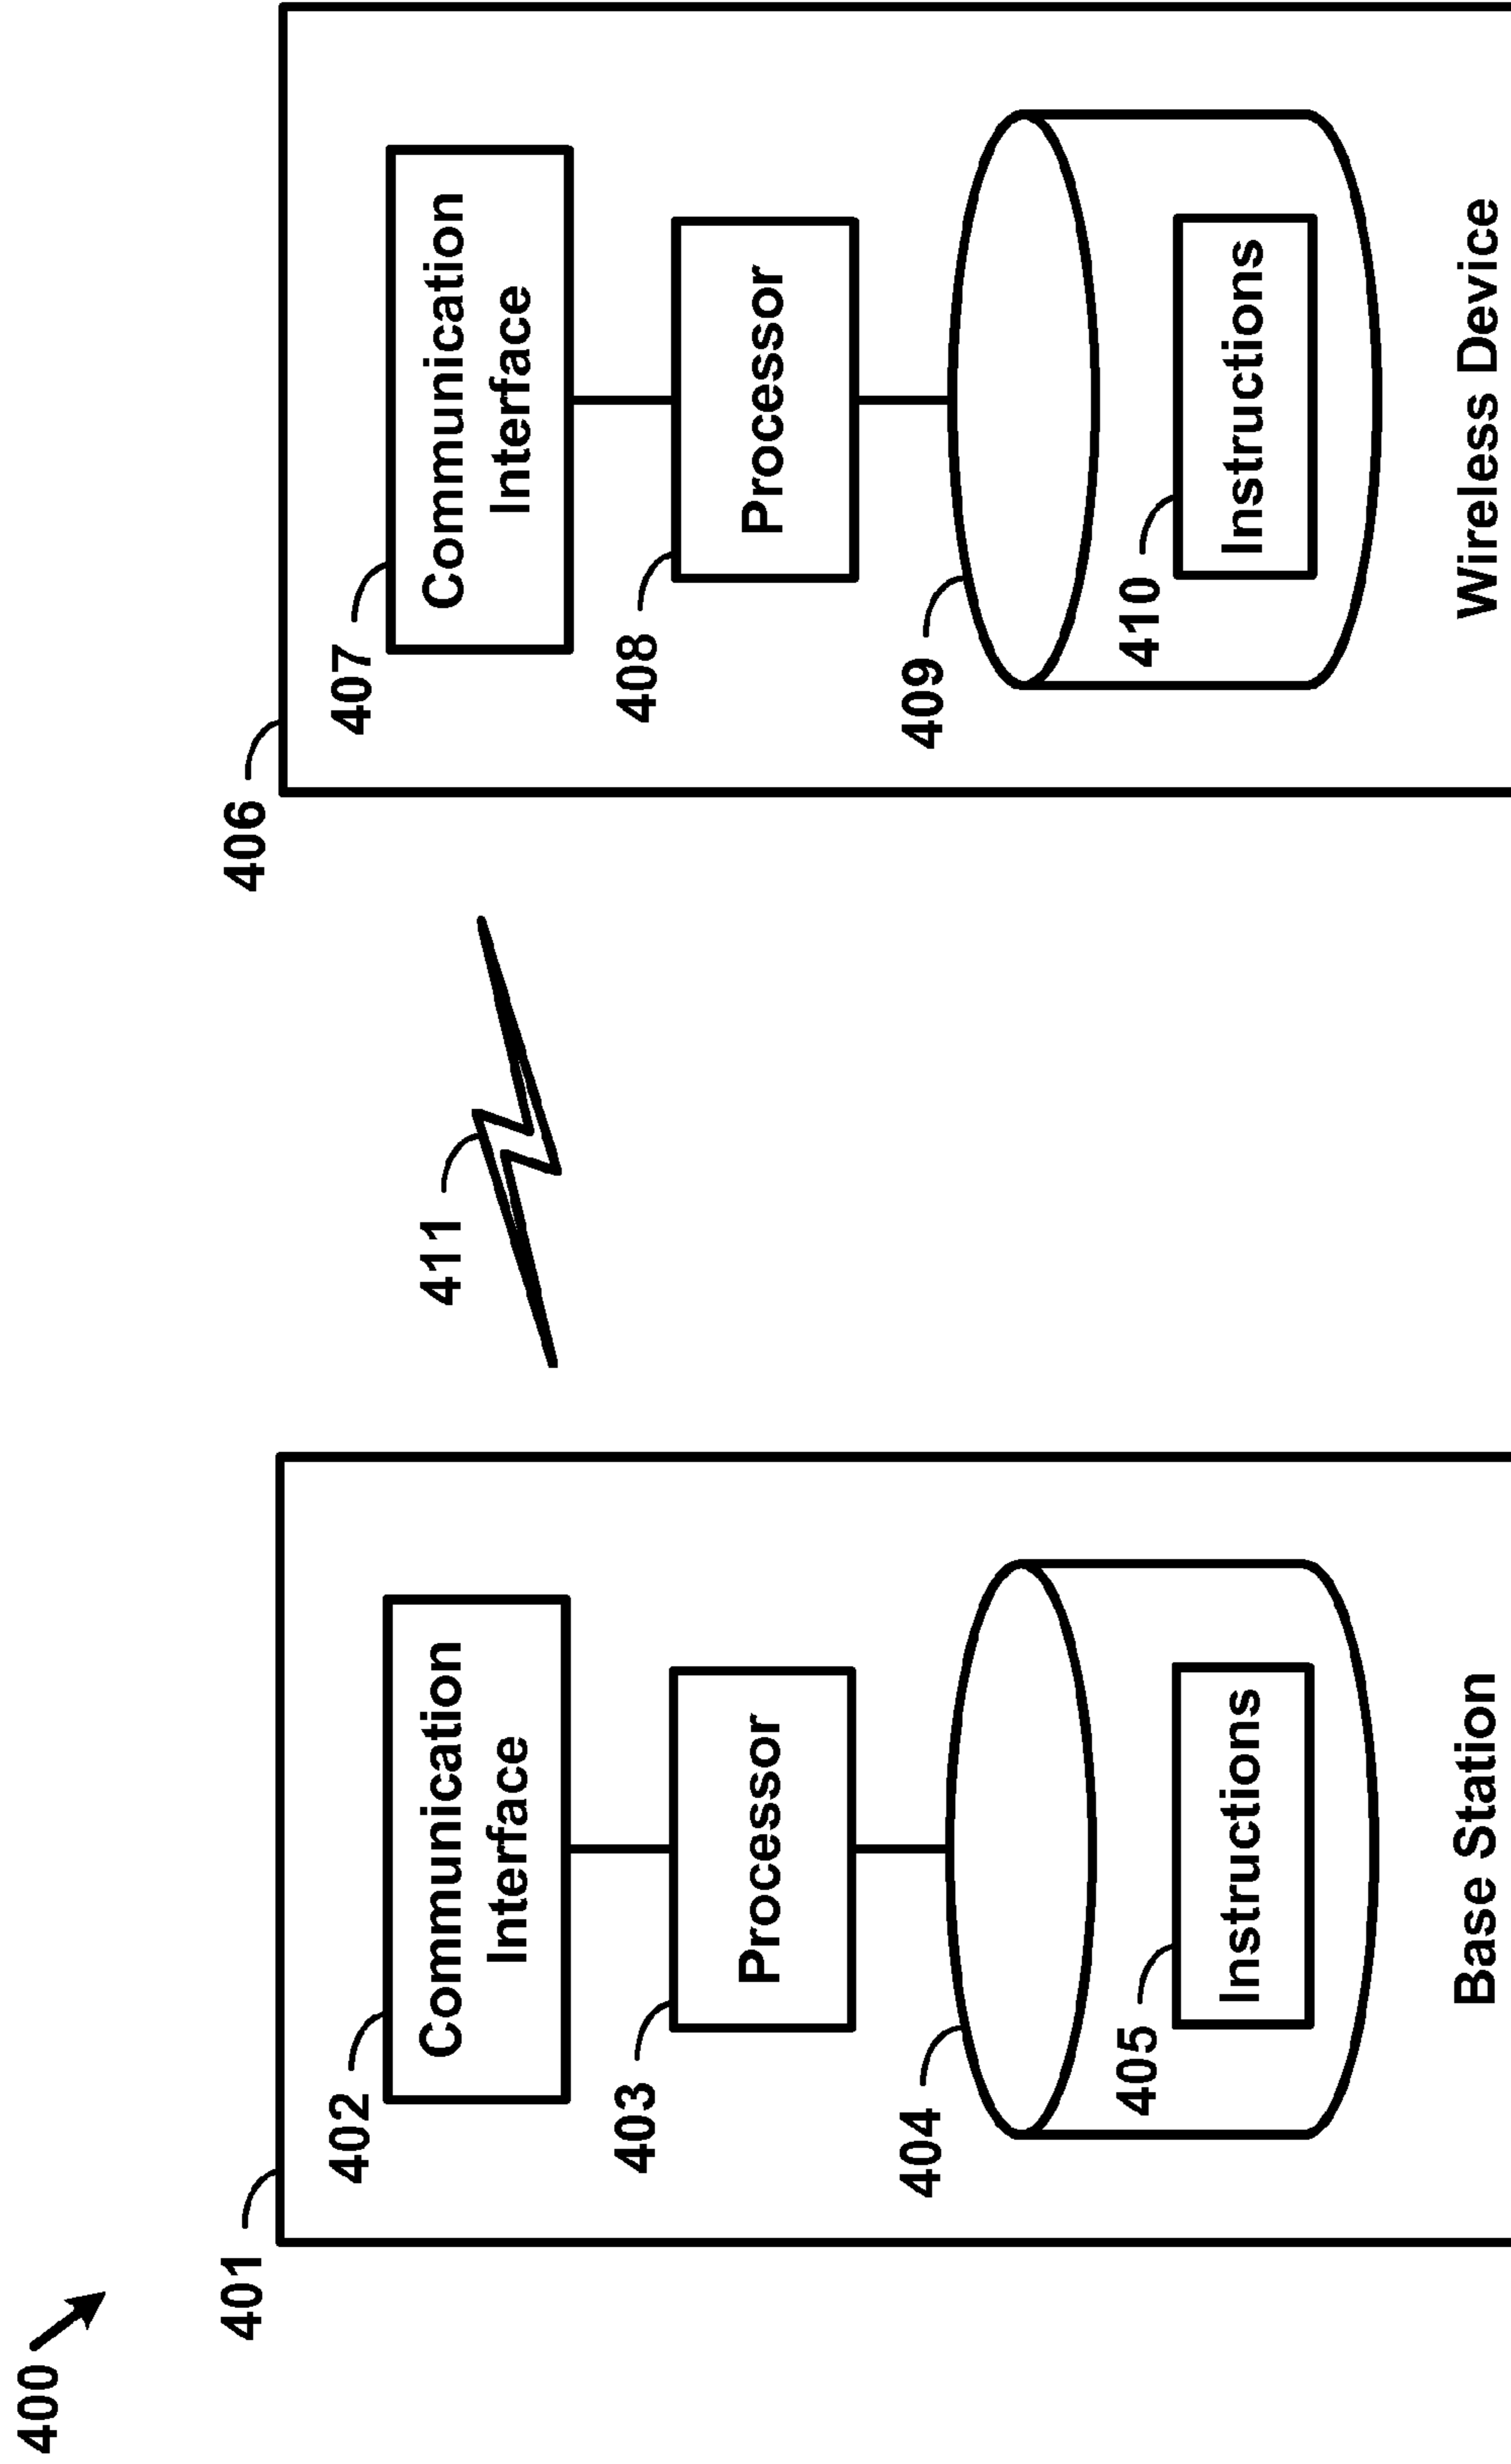 400
401
402
Communication
Interface
403
Processor
404
405
Instructions
Base Station
411
406
407
Communication
Interface
408
Processor
409
410
Instructions
Wireless Device